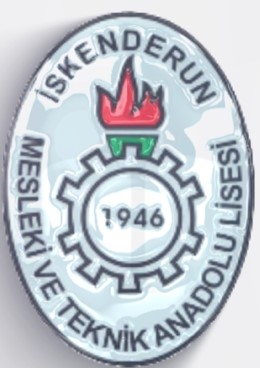 İSKENDERUN
1946
MESLEKİ VE TEKNİK ANADOLU LİSESİ